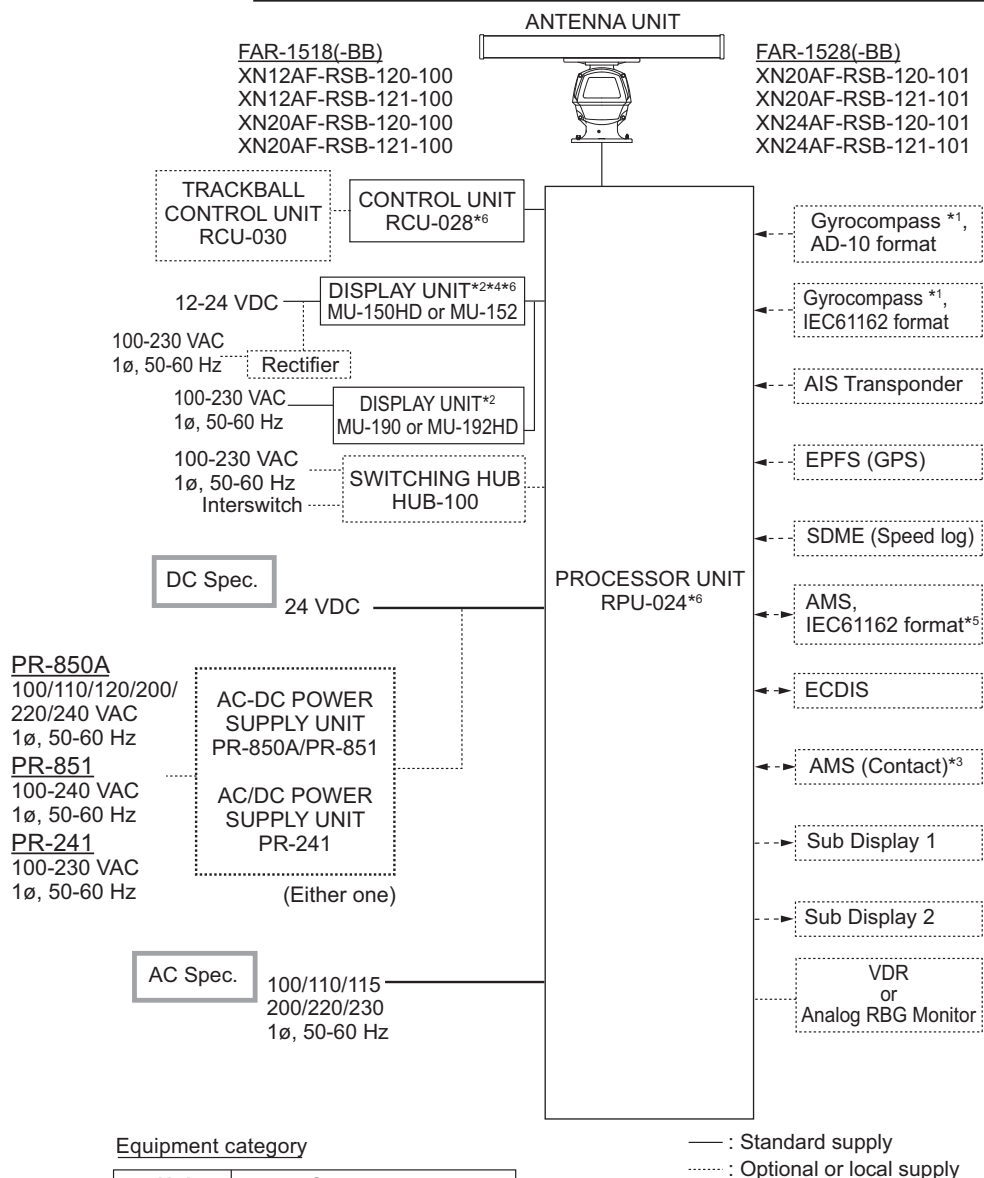 ANTENNA UNIT
FAR-1518(-BB)
XN12AF-RSB-120-100
XN12AF-RSB-121-100
XN20AF-RSB-120-100
XN20AF-RSB-121-100
FAR-1528(-BB)
XN20AF-RSB-120-101
XN20AF-RSB-121-101
XN24AF-RSB-120-101
XN24AF-RSB-121-101
TRACKBALL
CONTROL UNIT
RCU-030
CONTROL UNIT
RCU-028*6
12-24 VDC
DISPLAY UNIT*2*4*6
MU-150HD or MU-152
100-230 VAC
1ø, 50-60 Hz
Rectifier
100-230 VAC
1ø, 50-60 Hz
DISPLAY UNIT*2
MU-190 or MU-192HD
100-230 VAC
1ø, 50-60 Hz
Interswitch
SWITCHING HUB
HUB-100
DC Spec.
24 VDC
PR-850A
100/110/120/200/
220/240 VAC
1ø, 50-60 Hz
PR-851
100-240 VAC
1ø, 50-60 Hz
PR-241
100-230 VAC
1ø, 50-60 Hz
AC-DC POWER
SUPPLY UNIT
PR-850A/PR-851
AC/DC POWER
SUPPLY UNIT
PR-241
(Either one)
AC Spec.
100/110/115
200/220/230
1ø, 50-60 Hz
PROCESSOR UNIT
RPU-024*6
Gyrocompass *1,
AD-10 format
Gyrocompass *1,
IEC61162 format
AIS Transponder
EPFS (GPS)
SDME (Speed log)
AMS,
IEC61162 format*5
ECDIS
AMS (Contact)*3
Sub Display 1
Sub Display 2
VDR
or
Analog RBG Monitor
Equipment category
: Standard supply
: Optional or local supply